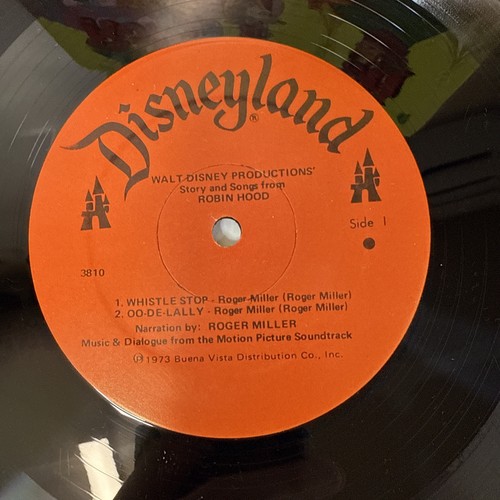 Disneyland®
WALT DISNEY PRODUCTIONS'
Story and Songs from
ROBIN HOOD
Side I
3810
1. WHISTLE STOP - Roger Miller (Roger Miller)
2. OO-DE-LALLY - Roger Miller (Roger Miller)
Narration by: ROGER MILLER
Music & Dialogue from the Motion Picture Soundtrack
Ⓟ1973 Buena Vista Distribution Co., Inc.